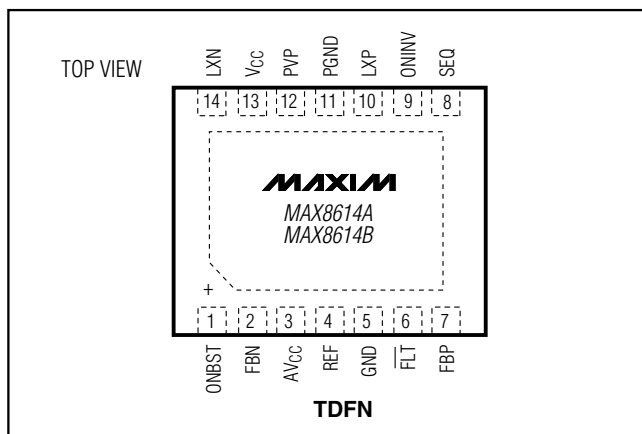 TOP VIEW
LXN VCC PVP PGND LXP ONINV SEQ
14 13 12 11 10 9 8
MAXIM
MAX8614A
MAX8614B
+
1 2 3 4 5 6 7
ONBST FBN AVCC REF GND FLT FBP
TDFN